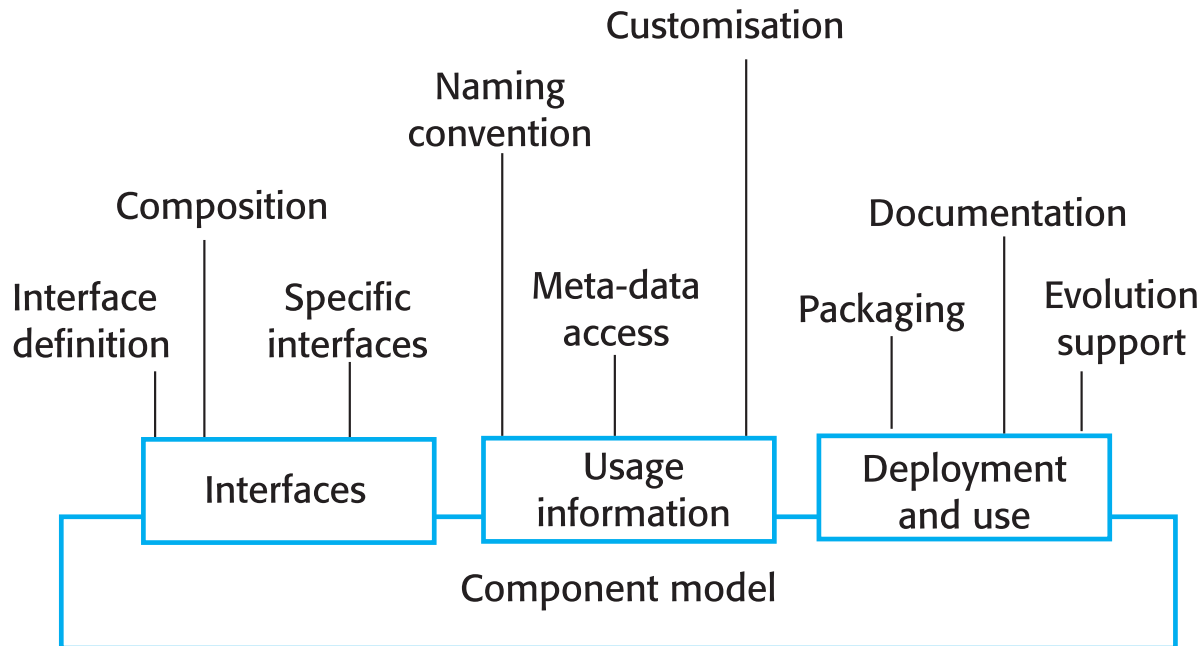 Customisation
Naming
convention
Composition
Documentation
Interface
definition
Specific
interfaces
Meta-data
access
Packaging
Evolution
support
Interfaces
Usage
information
Deployment
and use
Component model